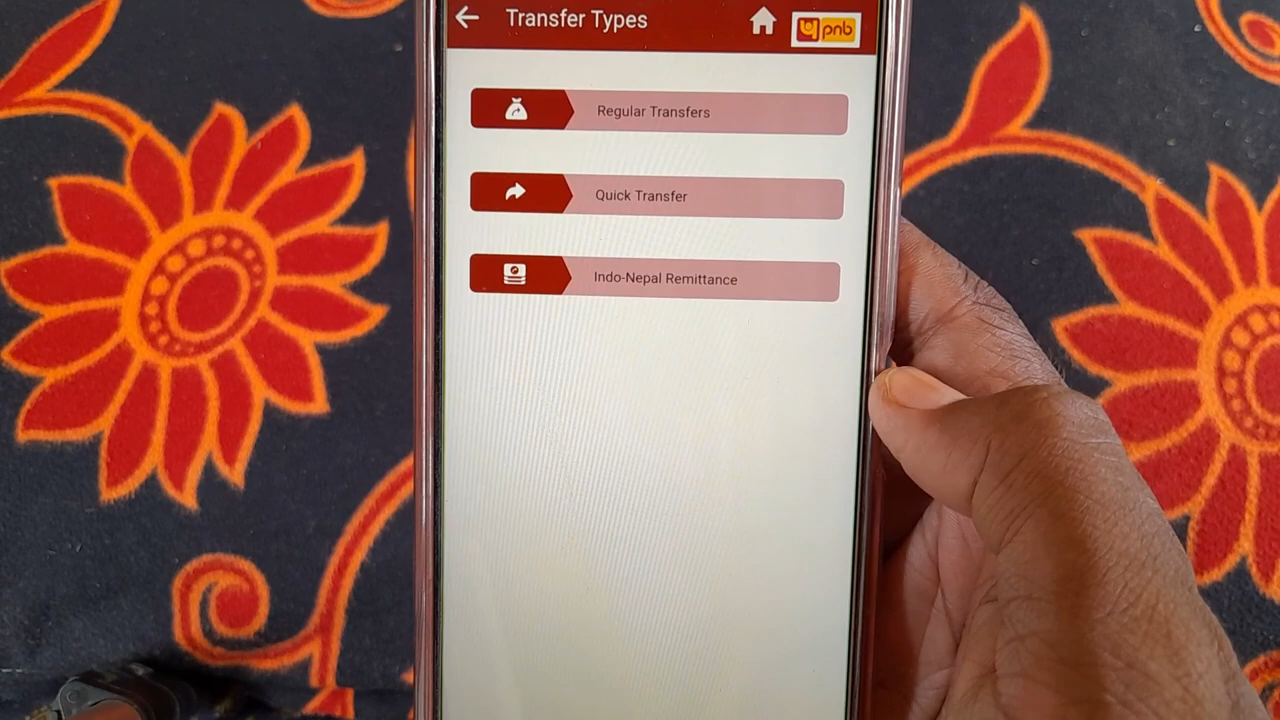 Transfer Types
pnb
Regular Transfers
Quick Transfer
Indo-Nepal Remittance